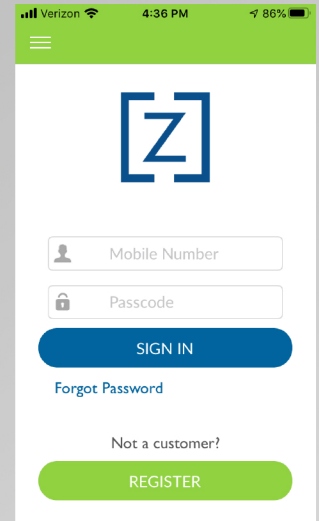 Verizon 4:36 PM 86%
[Z]
Mobile Number
Passcode
SIGN IN
Forgot Password
Not a customer?
REGISTER